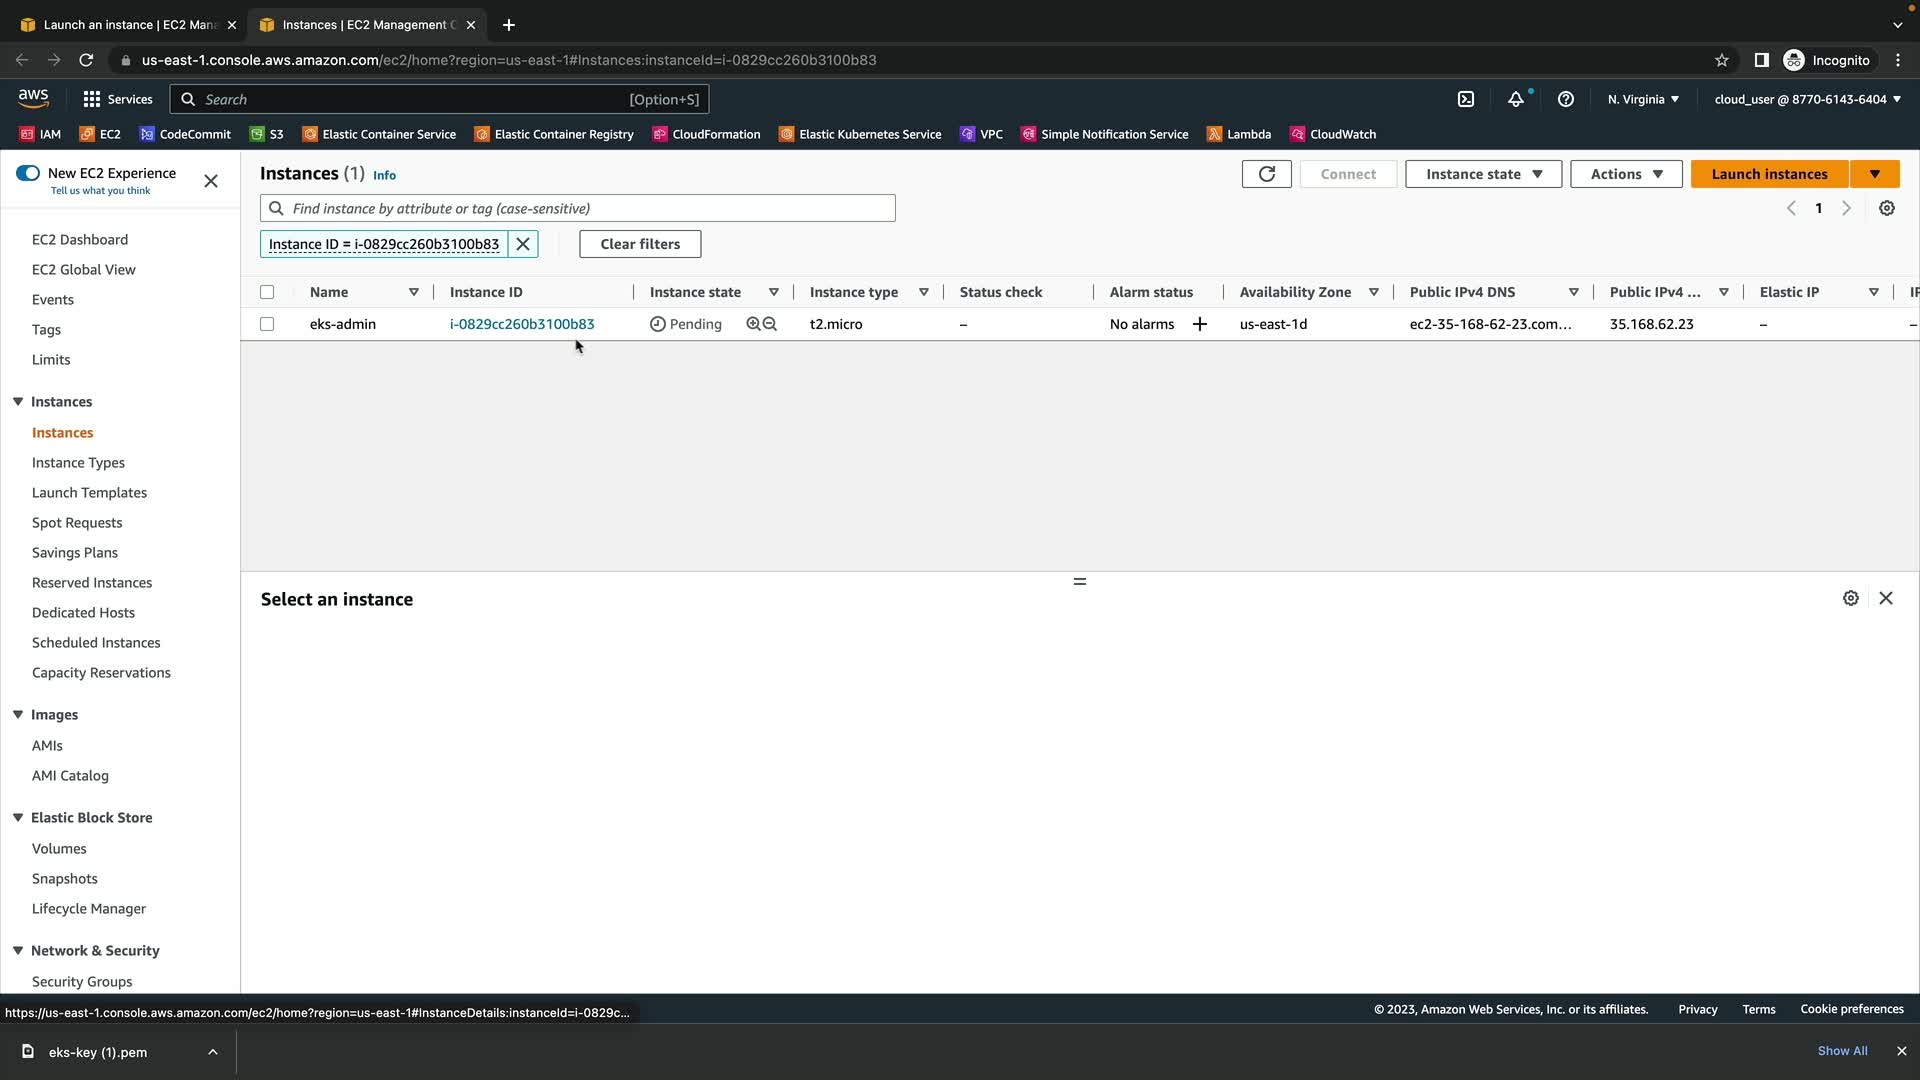 Launch an instance | EC2 Mana
Instances | EC2 Management C
us-east-1.console.aws.amazon.com/ec2/home?region=us-east-1#Instances:instanceId=i-0829cc260b3100b83
Incognito
aws
Services
Search
[Option+S]
N. Virginia
cloud_user @ 8770-6143-6404
IAM
EC2
CodeCommit
S3
Elastic Container Service
Elastic Container Registry
CloudFormation
Elastic Kubernetes Service
VPC
Simple Notification Service
Lambda
CloudWatch
New EC2 Experience
Tell us what you think
EC2 Dashboard
EC2 Global View
Events
Tags
Limits
Instances
Instances
Instance Types
Launch Templates
Spot Requests
Savings Plans
Reserved Instances
Dedicated Hosts
Scheduled Instances
Capacity Reservations
Images
AMIs
AMI Catalog
Elastic Block Store
Volumes
Snapshots
Lifecycle Manager
Network & Security
Security Groups
Instances (1) Info
Connect
Instance state
Actions
Launch instances
Find instance by attribute or tag (case-sensitive)
1
Instance ID = i-0829cc260b3100b83
Clear filters
Name
Instance ID
Instance state
Instance type
Status check
Alarm status
Availability Zone
Public IPv4 DNS
Public IPv4 ...
Elastic IP
IP
eks-admin
i-0829cc260b3100b83
Pending
t2.micro
–
No alarms
us-east-1d
ec2-35-168-62-23.com...
35.168.62.23
–
–
Select an instance
https://us-east-1.console.aws.amazon.com/ec2/home?region=us-east-1#InstanceDetails:instanceId=i-0829c...
© 2023, Amazon Web Services, Inc. or its affiliates.
Privacy
Terms
Cookie preferences
eks-key (1).pem
Show All